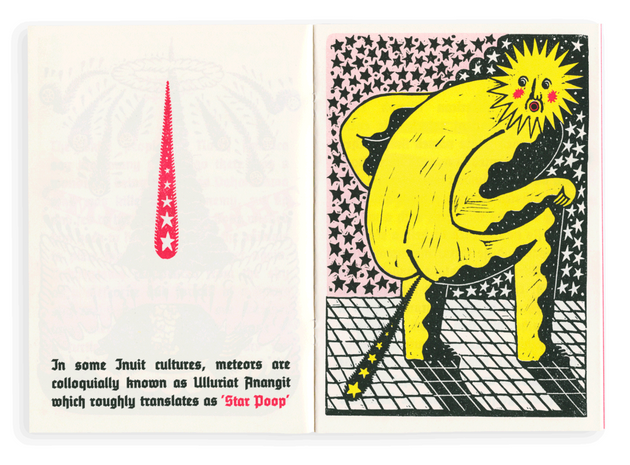 In some Inuit cultures, meteors are
colloquially known as Ulluriat Anangit
which roughly translates as 'Star Poop'